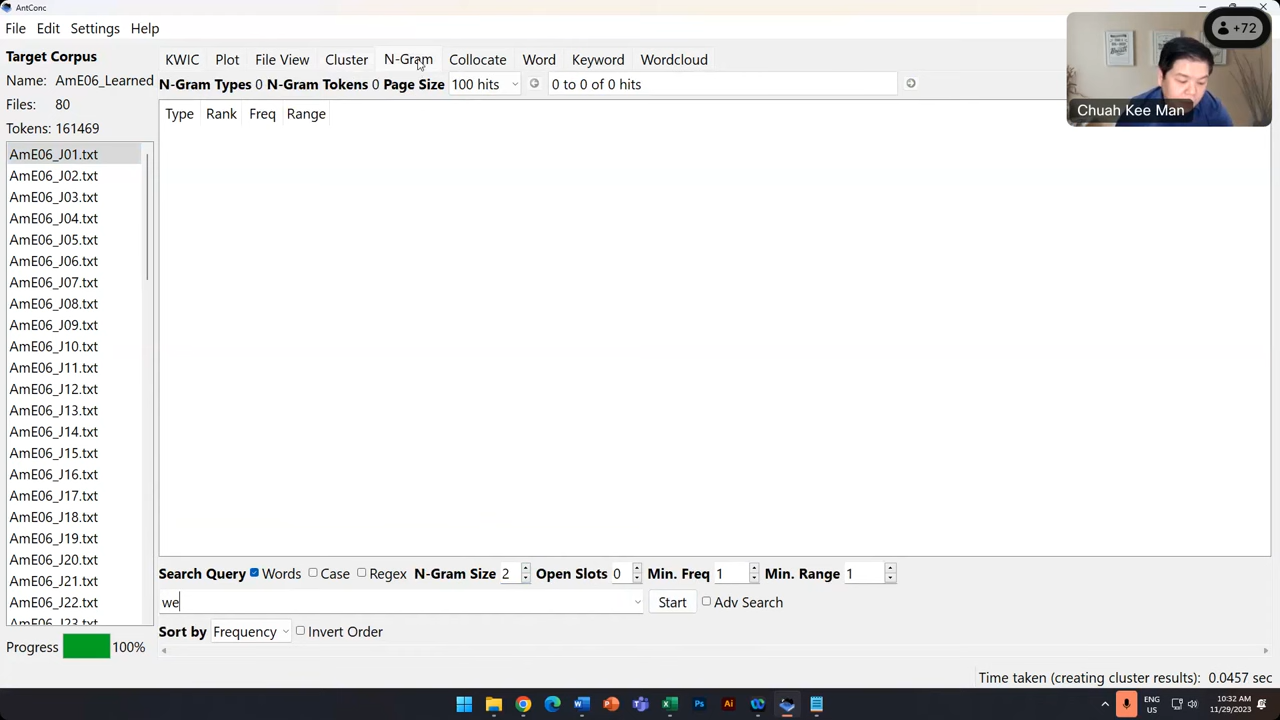 AntConc
File Edit Settings Help
+72
Target Corpus
KWIC Plot File View Cluster N-Gram Collocate Word Keyword Wordcloud
Name: AmE06_Learned
N-Gram Types 0 N-Gram Tokens 0 Page Size 100 hits 0 to 0 of 0 hits
Files: 80
Type Rank Freq Range
Chuah Kee Man
Tokens: 161469
AmE06_J01.txt
AmE06_J02.txt
AmE06_J03.txt
AmE06_J04.txt
AmE06_J05.txt
AmE06_J06.txt
AmE06_J07.txt
AmE06_J08.txt
AmE06_J09.txt
AmE06_J10.txt
AmE06_J11.txt
AmE06_J12.txt
AmE06_J13.txt
AmE06_J14.txt
AmE06_J15.txt
AmE06_J16.txt
AmE06_J17.txt
AmE06_J18.txt
AmE06_J19.txt
AmE06_J20.txt
AmE06_J21.txt
AmE06_J22.txt
AmE06_J23.txt
Search Query Words Case Regex N-Gram Size 2 Open Slots 0 Min. Freq 1 Min. Range 1
we Start Adv Search
Sort by Frequency Invert Order
Progress 100%
Time taken (creating cluster results): 0.0457 sec
ENG US
10:32 AM
11/29/2023